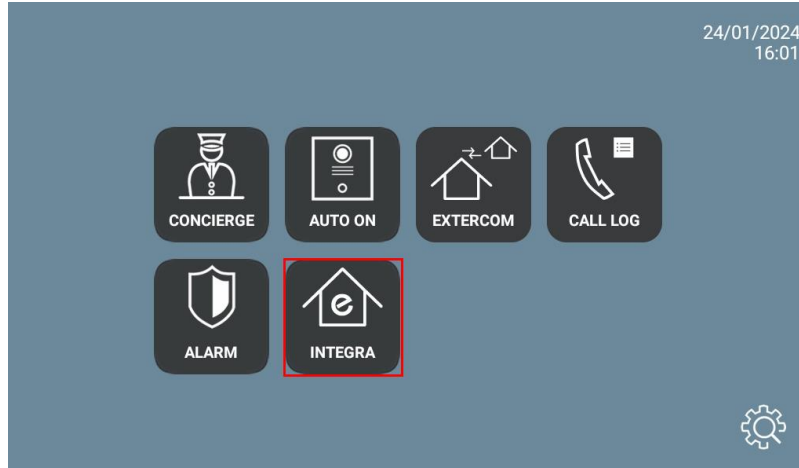 24/01/2024
16:01
CONCIERGE
AUTO ON
EXTERCOM
CALL LOG
ALARM
INTEGRA